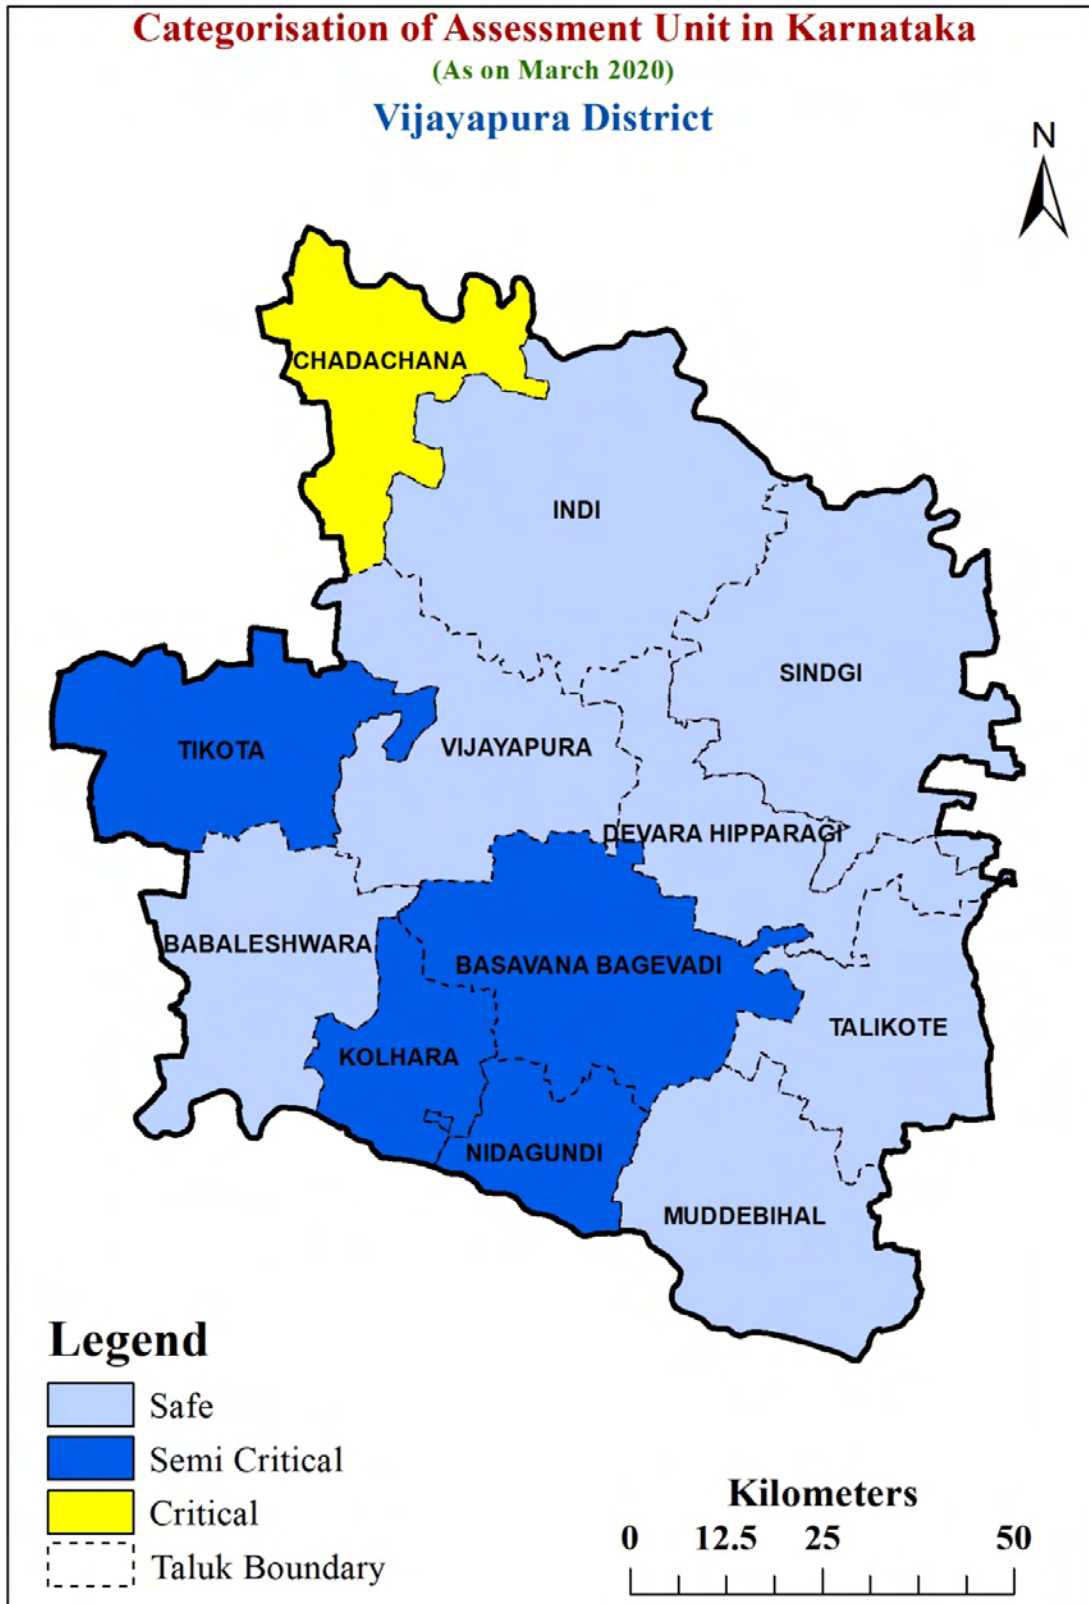 Categorisation of Assessment Unit in Karnataka
(As on March 2020)
Vijayapura District
N
CHADACHANA
INDI
SINDGI
TIKOTA
VIJAYAPURA
DEVARA HIPPARAGI
BABALESHWARA
BASAVANA BAGEVADI
TALIKOTE
KOLHARA
NIDAGUNDI
MUDDEBIHAL
Legend
Safe
Semi Critical
Critical
Taluk Boundary
Kilometers
0 12.5 25 50